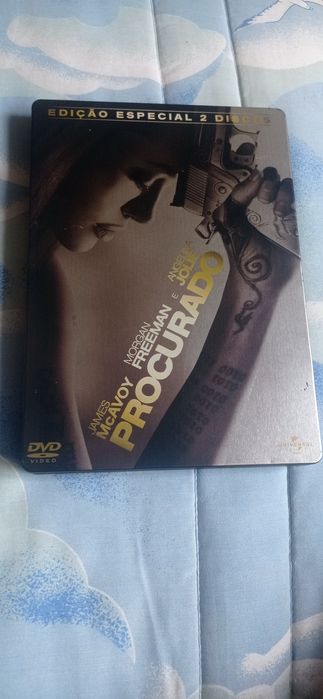 EDIÇÃO ESPECIAL 2 DISCOS
JAMES
McAVOY
MORGAN
FREEMAN
E
ANGELINA
JOLIE
PROCURADO
DVD
VIDEO
UNIVERSAL